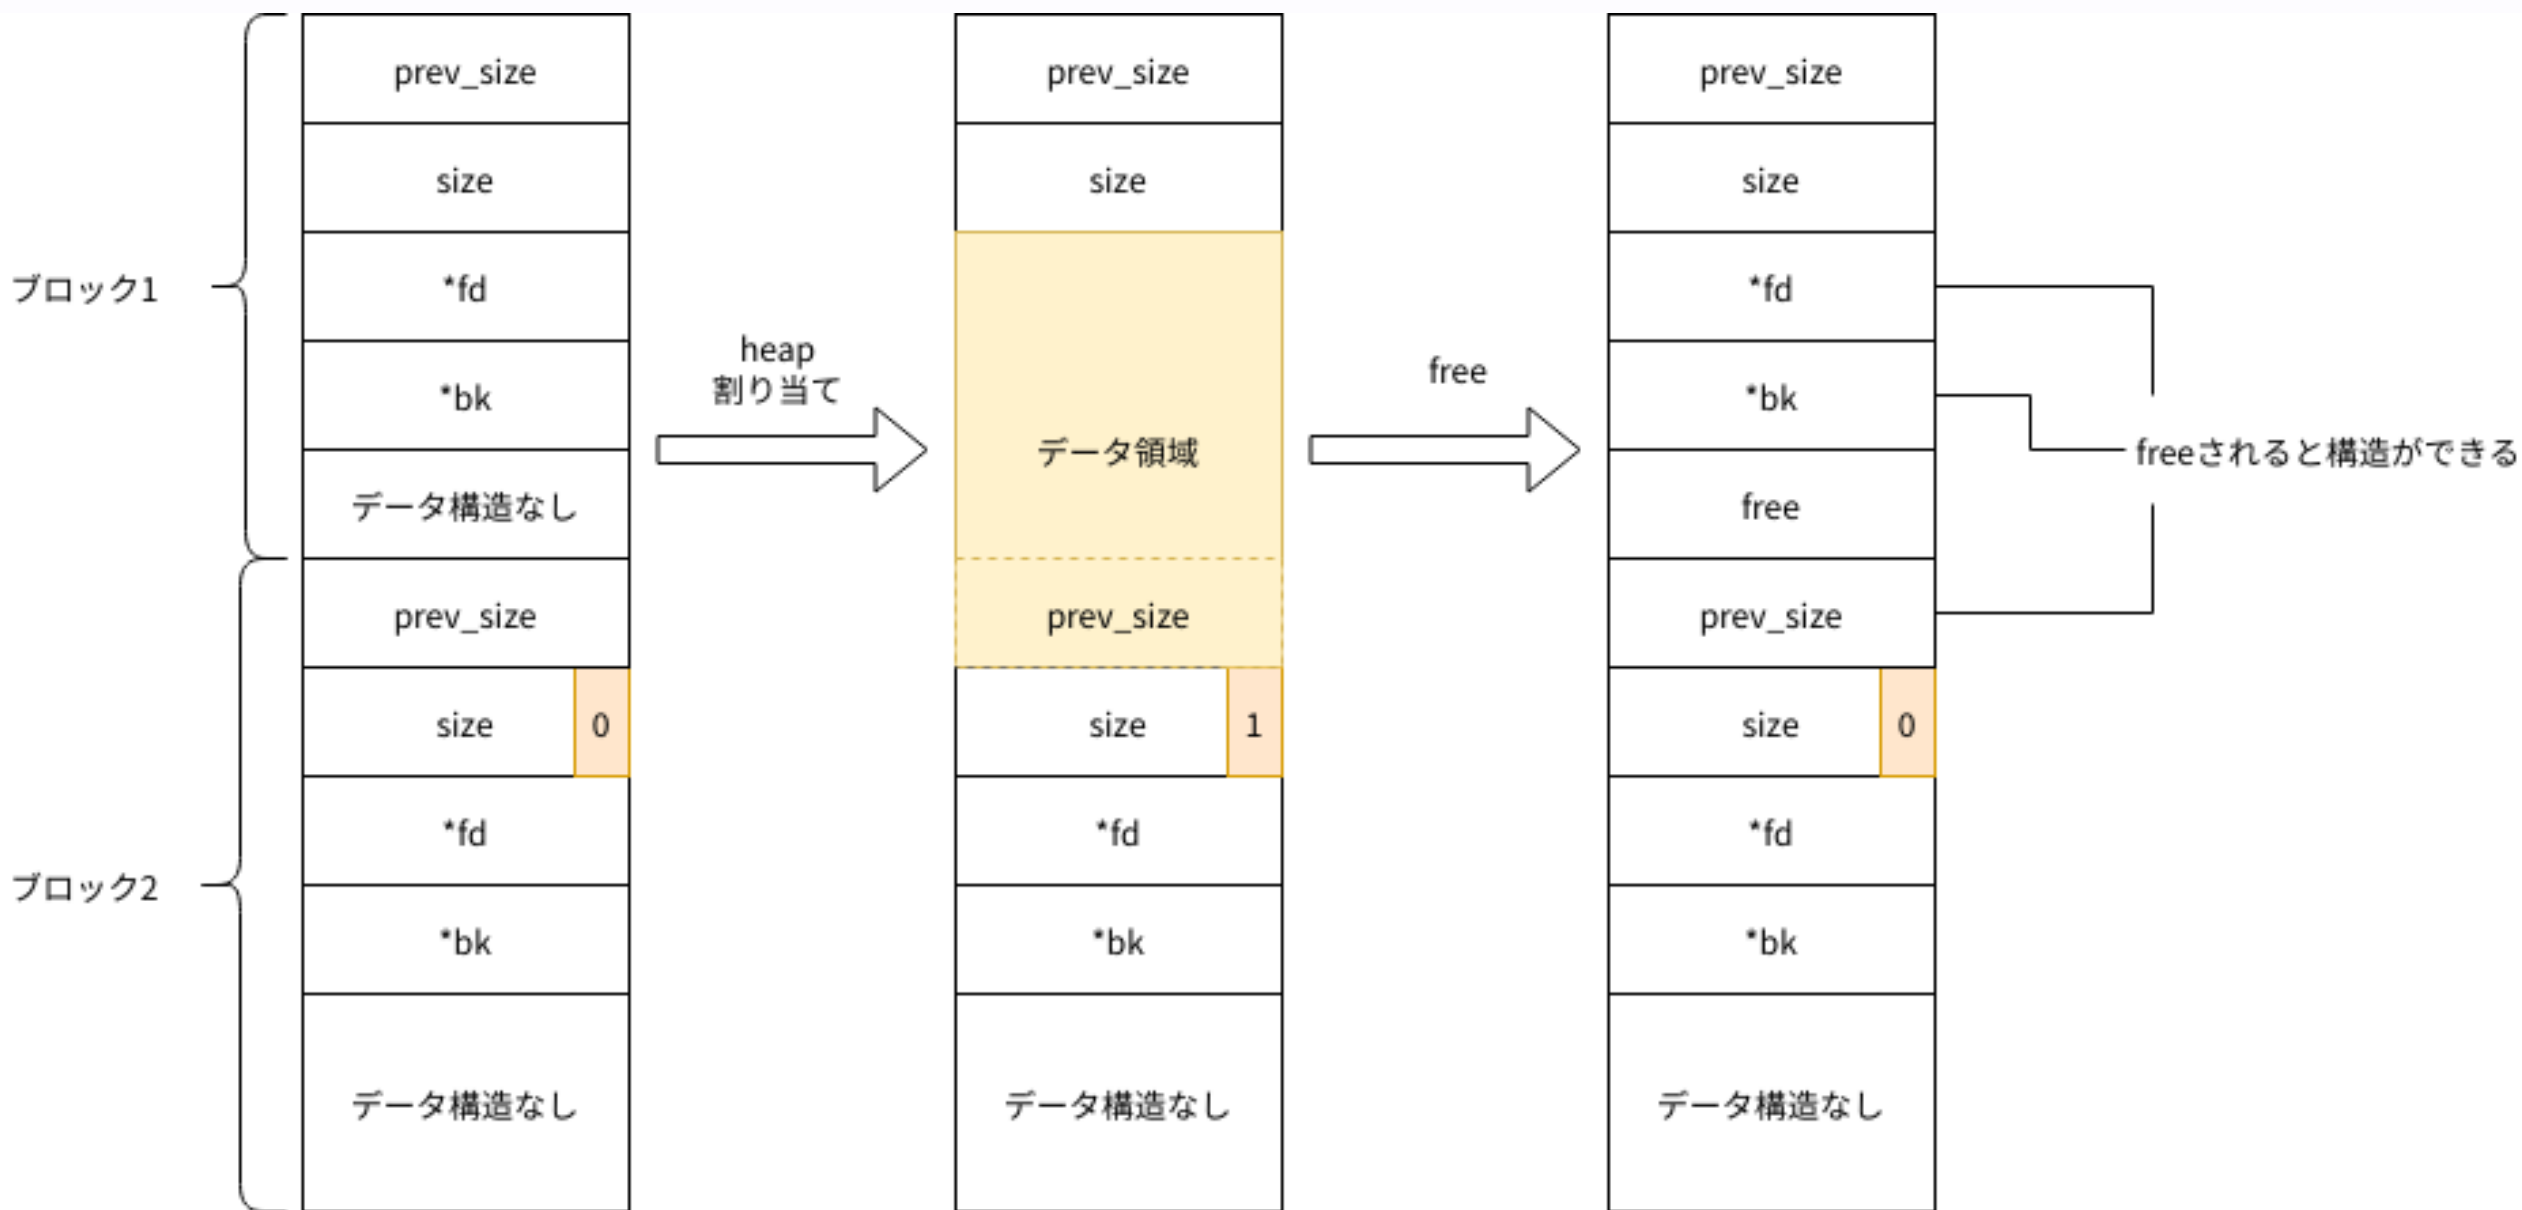 ブロック1
ブロック2
prev_size
size
*fd
*bk
データ構造なし
prev_size
size
0
*fd
*bk
データ構造なし
heap
割り当て
prev_size
size
データ領域
prev_size
size
1
*fd
*bk
データ構造なし
free
prev_size
size
*fd
*bk
free
prev_size
size
0
*fd
*bk
データ構造なし
freeされると構造ができる